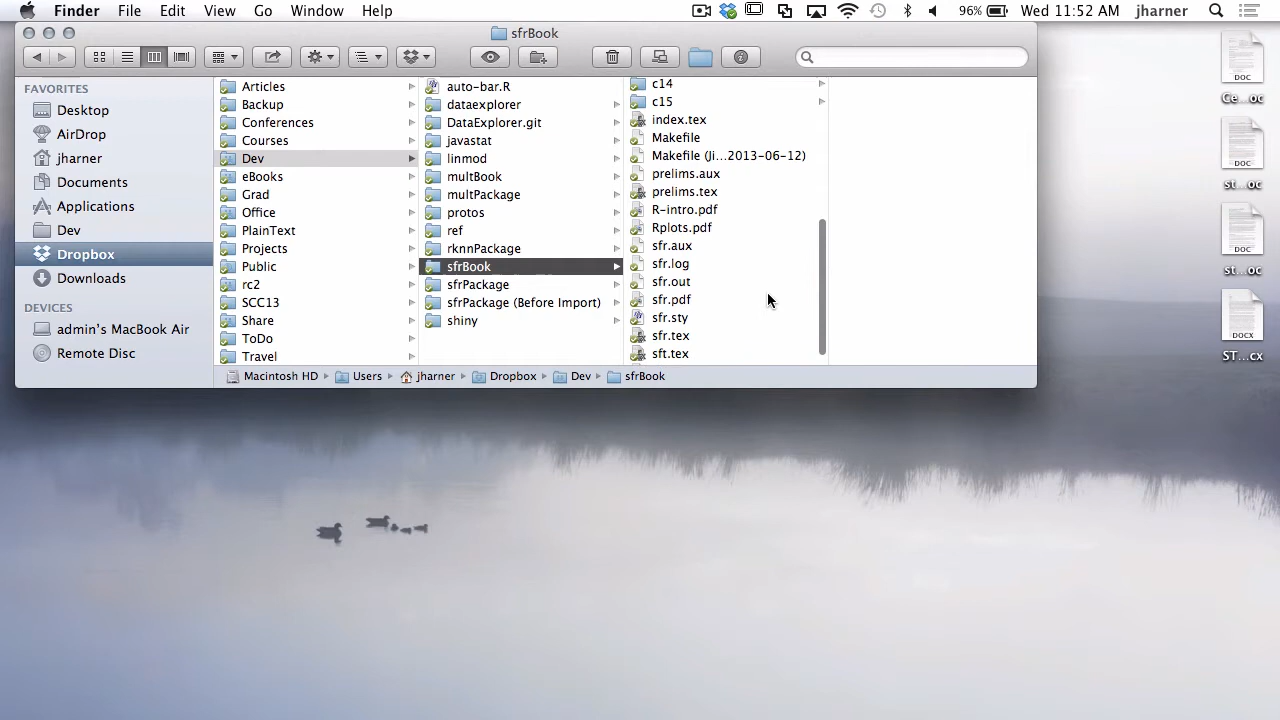 Finder File Edit View Go Window Help 96% Wed 11:52 AM jharner
sfrBook
FAVORITES
Desktop
AirDrop
jharner
Documents
Applications
Dev
Dropbox
Downloads
DEVICES
admin's MacBook Air
Remote Disc
Articles
Backup
Conferences
Courses
Dev
eBooks
Grad
Office
PlainText
Projects
Public
rc2
SCC13
Share
ToDo
Travel
auto-bar.R
dataexplorer
DataExplorer.git
javastat
linmod
multBook
multPackage
protos
ref
rknnPackage
sfrBook
sfrPackage
sfrPackage (Before Import)
shiny
c14
c15
index.tex
Makefile
Makefile (ji...2013-06-12)
prelims.aux
prelims.tex
R-intro.pdf
Rplots.pdf
sfr.aux
sfr.log
sfr.out
sfr.pdf
sfr.sty
sfr.tex
sft.tex
Macintosh HD Users jharner Dropbox Dev sfrBook
DOC
Ce...oc
DOC
st...oc
DOC
st...oc
DOCX
ST...cx